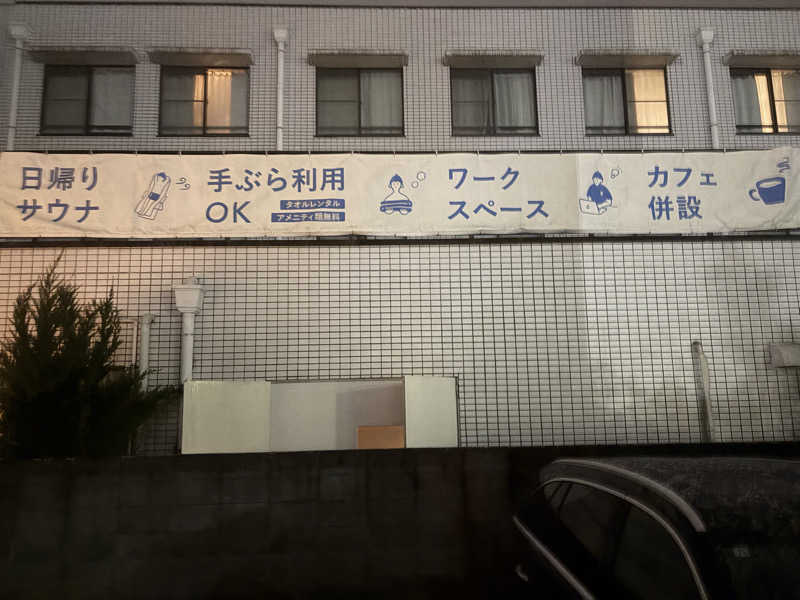 日帰り
サウナ
手ぶら利用
OK
タオルレンタル
アメニティ類無料
ワーク
スペース
カフェ
併設